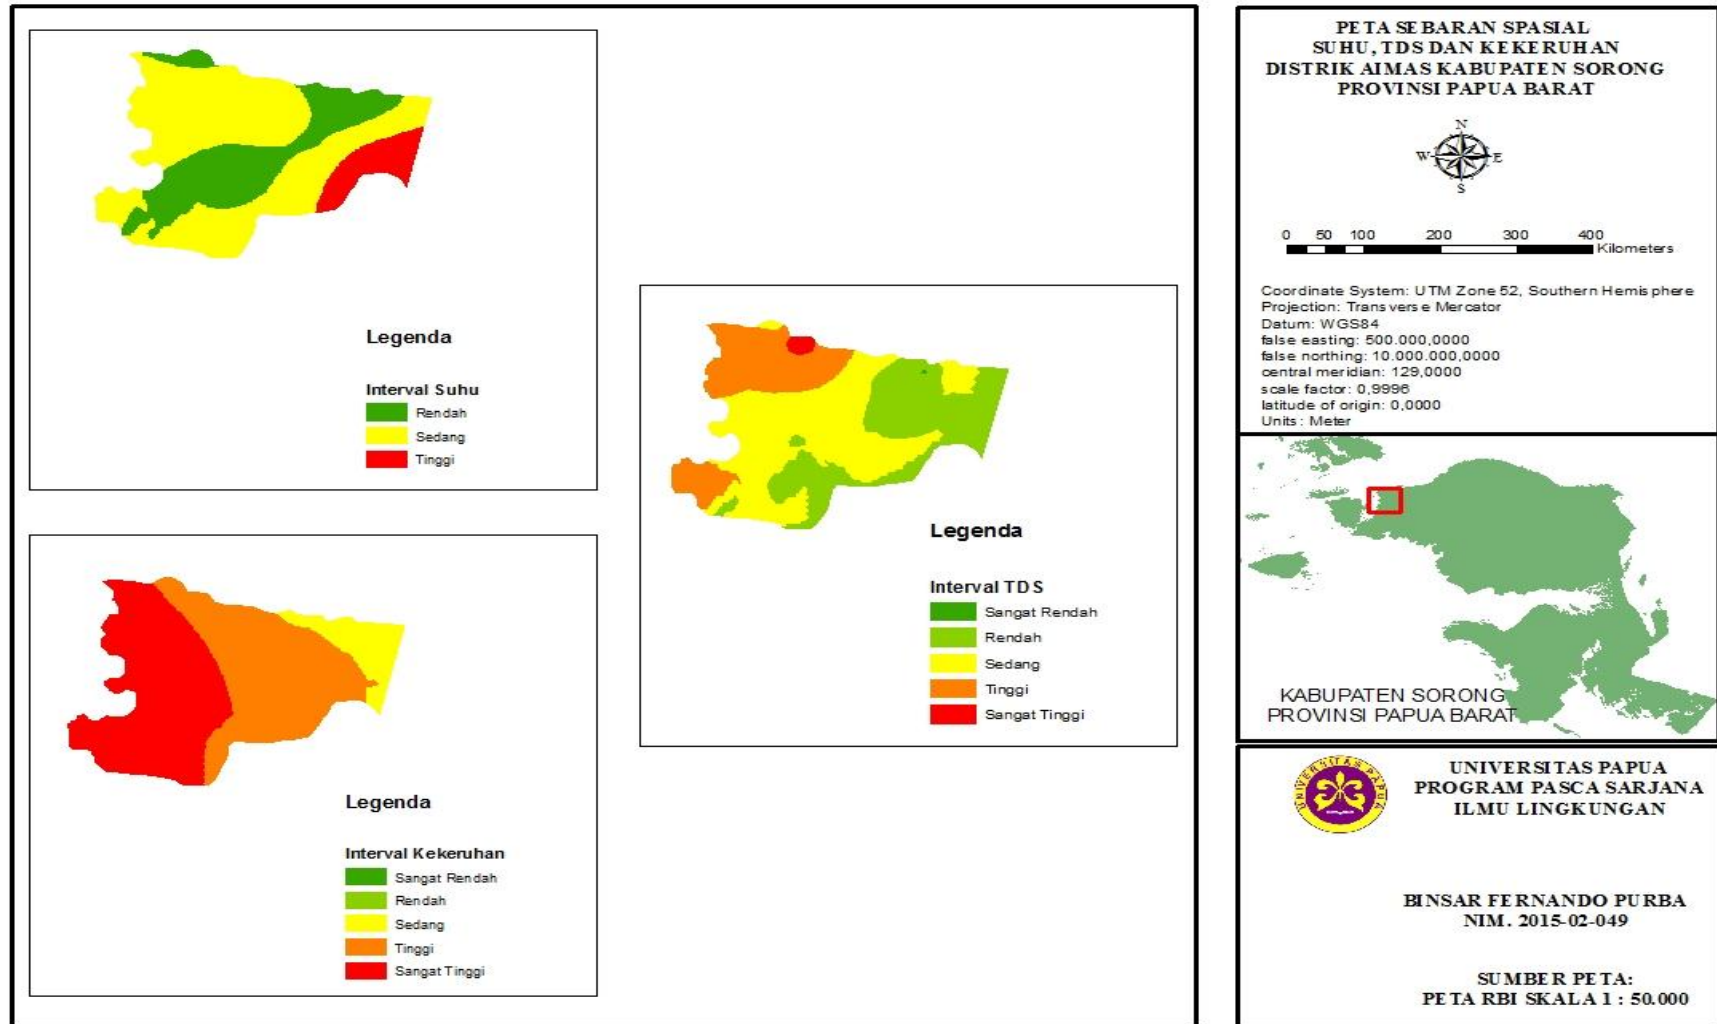 Legenda
Interval Suhu
Rendah
Sedang
Tinggi
Legenda
Interval TDS
Sangat Rendah
Rendah
Sedang
Tinggi
Sangat Tinggi
Legenda
Interval Kekeruhan
Sangat Rendah
Rendah
Sedang
Tinggi
Sangat Tinggi
PETA SEBARAN SPASIAL
SUHU, TDS DAN KEKERUHAN
DISTRIK AIMAS KABUPATEN SORONG
PROVINSI PAPUA BARAT
N
W E
S
0 50 100 200 300 400
Kilometers
Coordinate System: UTM Zone 52, Southern Hemisphere
Projection: Transverse Mercator
Datum: WGS84
false easting: 500.000,0000
false northing: 10.000.000,0000
central meridian: 129,0000
scale factor: 0,9996
latitude of origin: 0,0000
Units: Meter
KABUPATEN SORONG
PROVINSI PAPUA BARAT
UNIVERSITAS PAPUA
UNIVERSITAS PAPUA
PROGRAM PASCA SARJANA
ILMU LINGKUNGAN
BINSAR FERNANDO PURBA
NIM. 2015-02-049
SUMBER PETA:
PETA RBI SKALA 1 : 50.000